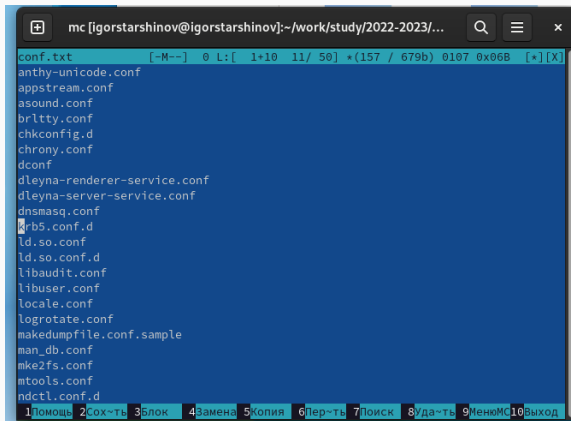 mc [igorstarshinov@igorstarshinov]:~/work/study/2022-2023/...
conf.txt [-M--] 0 L:[ 1+10 11/ 50] *(157 / 679b) 0107 0x06B [*][X]
anthy-unicode.conf
appstream.conf
asound.conf
brltty.conf
chkconfig.d
chrony.conf
dconf
dleyna-renderer-service.conf
dleyna-server-service.conf
dnsmasq.conf
krb5.conf.d
ld.so.conf
ld.so.conf.d
libaudit.conf
libuser.conf
locale.conf
logrotate.conf
makedumpfile.conf.sample
man_db.conf
mke2fs.conf
mtools.conf
ndctl.conf.d
1Помощь 2Сох~ть 3Блок 4Замена 5Копия 6Пер~ть 7Поиск 8Уда~ть 9МенюMC 10Выход